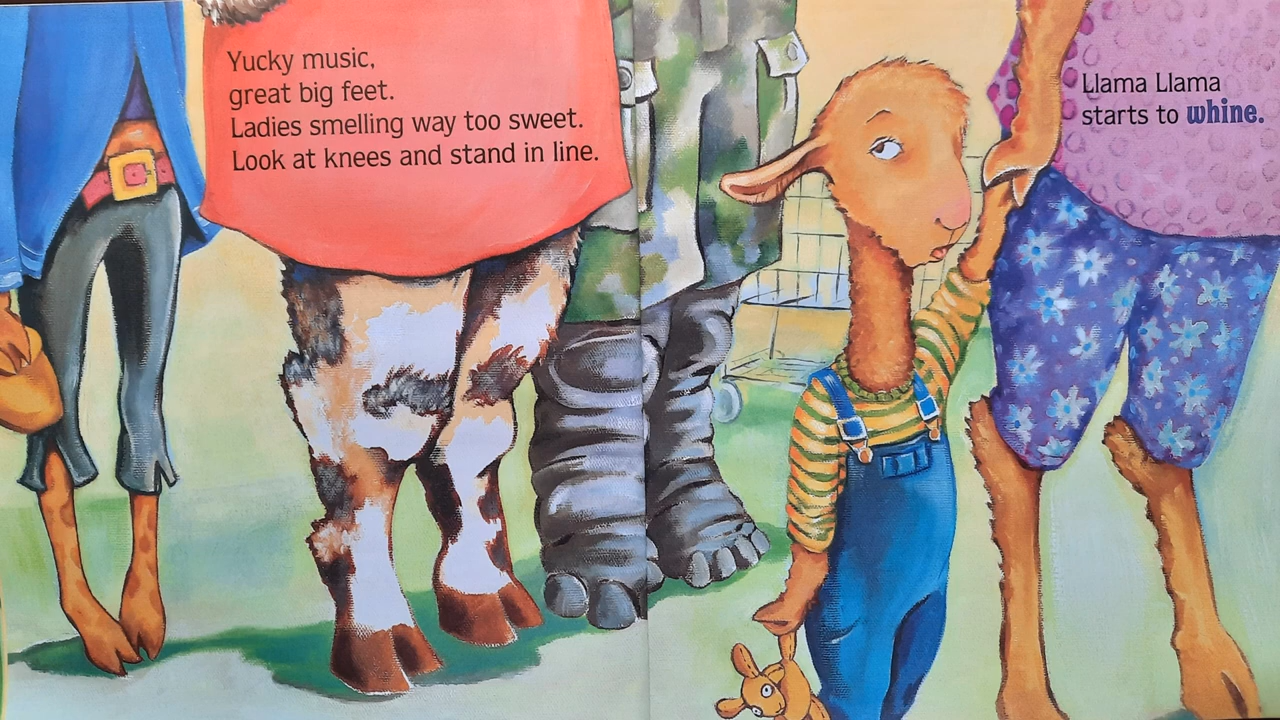 Yucky music,
great big feet.
Ladies smelling way too sweet.
Look at knees and stand in line.
Llama Llama
starts to whine.